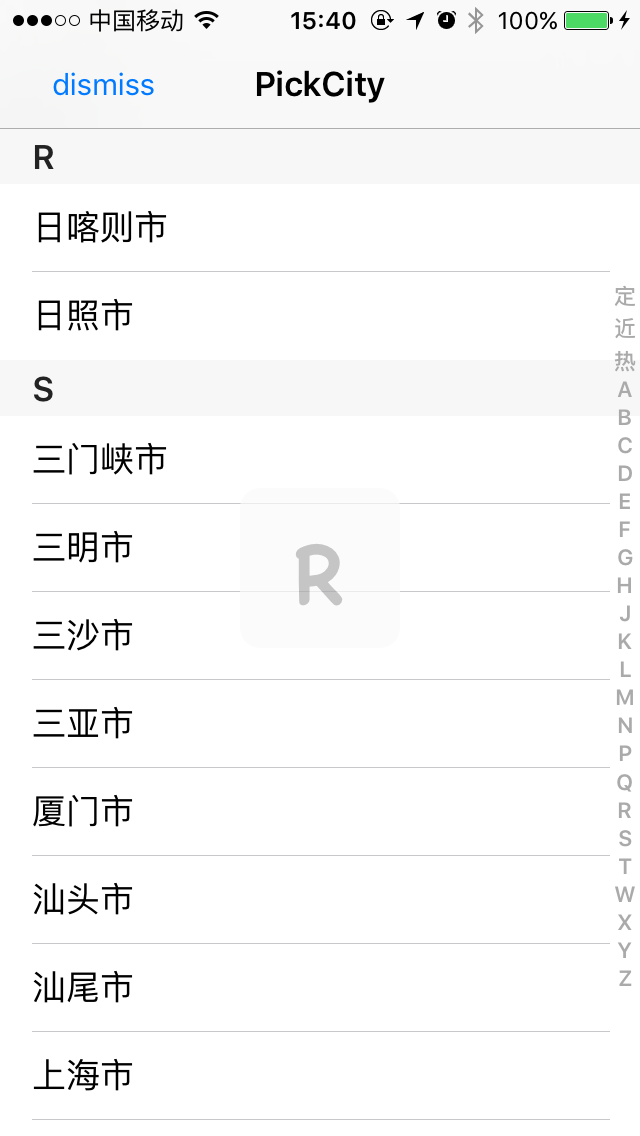 中国移动 15:40 100%
dismiss PickCity
R
日喀则市
日照市
S
三门峡市
三明市
三沙市
三亚市
厦门市
汕头市
汕尾市
上海市
R
定
近
热
A
B
C
D
E
F
G
H
J
K
L
M
N
P
Q
R
S
T
W
X
Y
Z